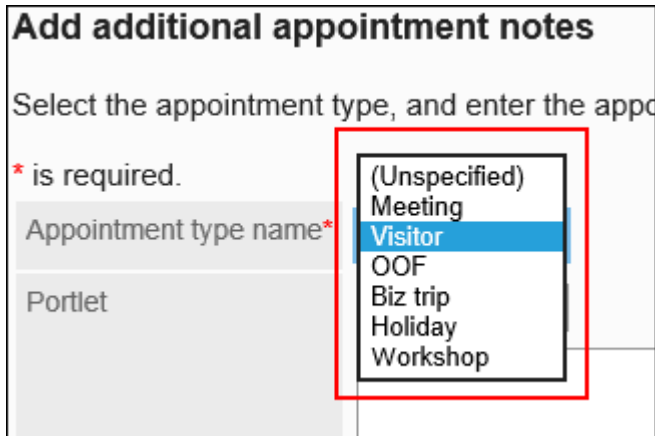 Add additional appointment notes
Select the appointment type, and enter the
* is required.
Appointment type name*
(Unspecified)
Meeting
Visitor
OOF
Biz trip
Holiday
Workshop
Portlet